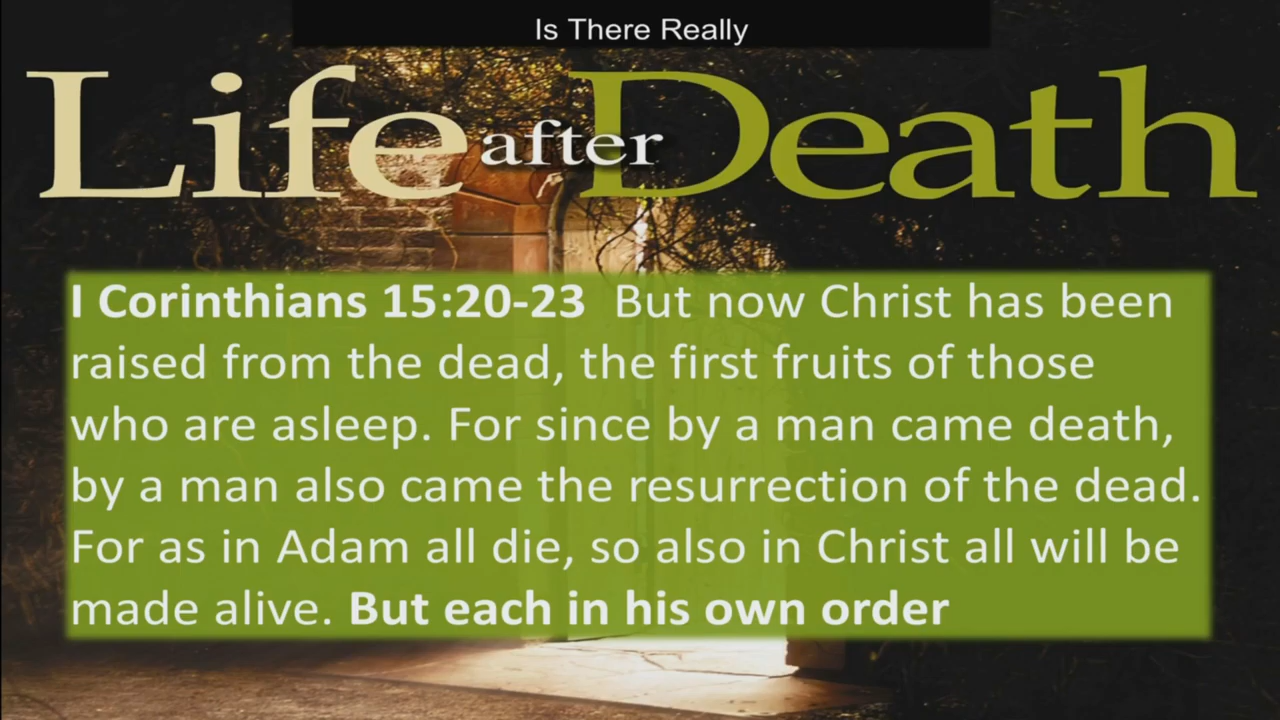 Is There Really
Life after Death
I Corinthians 15:20-23 But now Christ has been
raised from the dead, the first fruits of those
who are asleep. For since by a man came death,
by a man also came the resurrection of the dead.
For as in Adam all die, so also in Christ all will be
made alive. But each in his own order